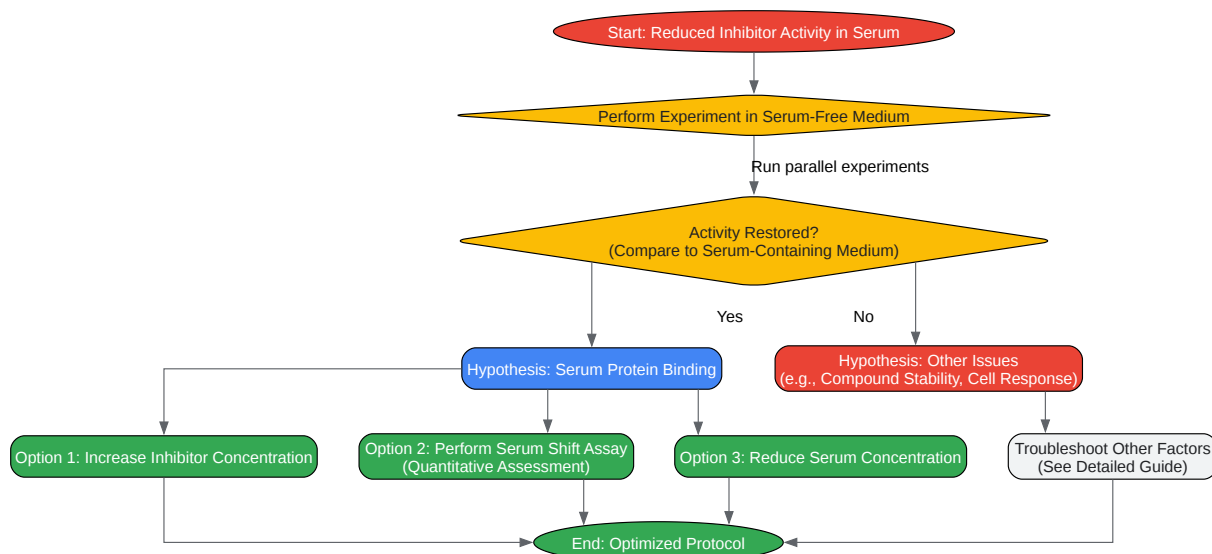 Start: Reduced Inhibitor Activity in Serum
Perform Experiment in Serum-Free Medium
Run parallel experiments
Activity Restored?
(Compare to Serum-Containing Medium)
Yes
No
Hypothesis: Serum Protein Binding
Hypothesis: Other Issues
(e.g., Compound Stability, Cell Response)
Option 1: Increase Inhibitor Concentration
Option 2: Perform Serum Shift Assay
(Quantitative Assessment)
Option 3: Reduce Serum Concentration
Troubleshoot Other Factors
(See Detailed Guide)
End: Optimized Protocol